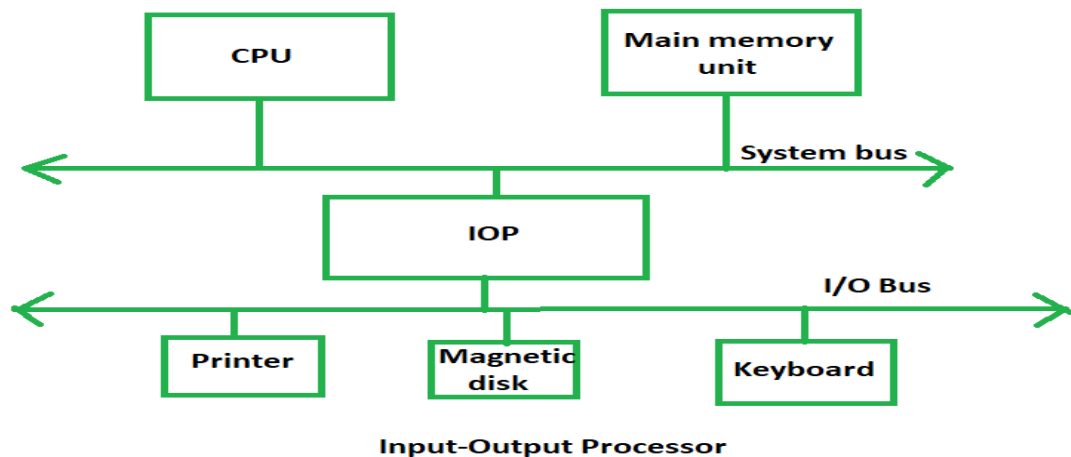 CPU
Main memory
unit
System bus
IOP
I/O Bus
Printer
Magnetic
disk
Keyboard
Input-Output Processor